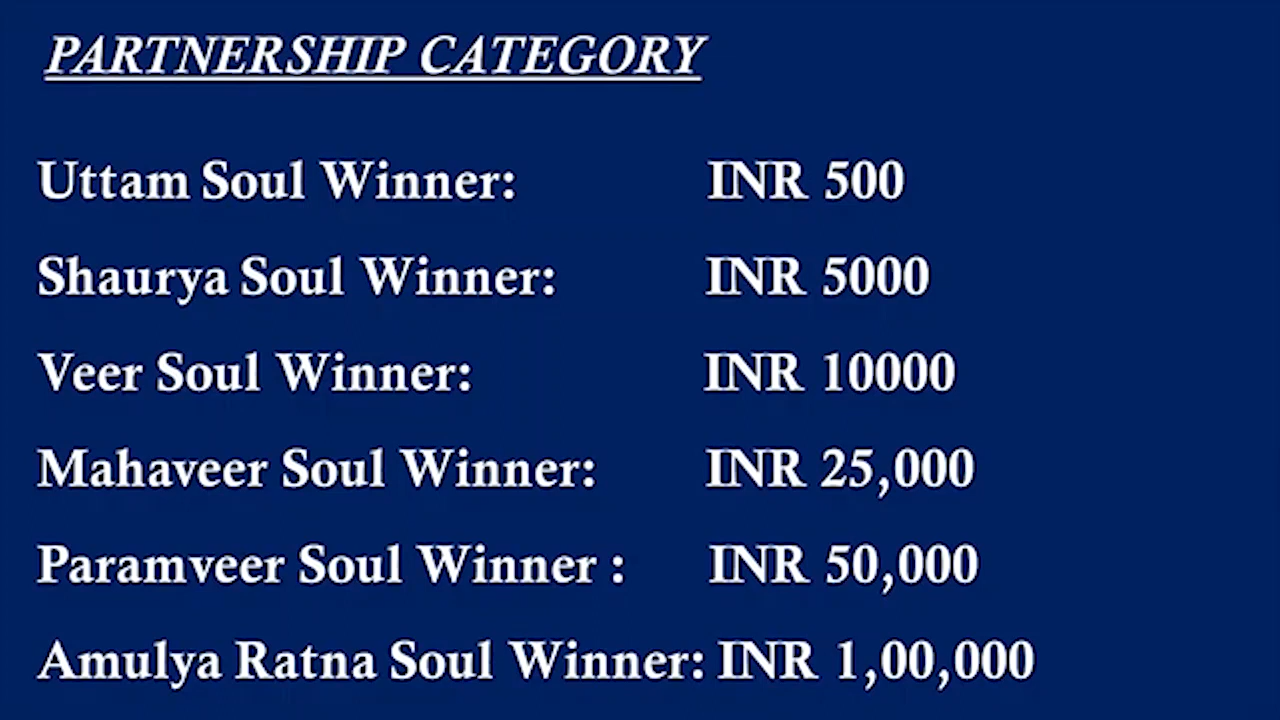 PARTNERSHIP CATEGORY
Uttam Soul Winner: INR 500
Shaurya Soul Winner: INR 5000
Veer Soul Winner: INR 10000
Mahaveer Soul Winner: INR 25,000
Paramveer Soul Winner : INR 50,000
Amulya Ratna Soul Winner: INR 1,00,000